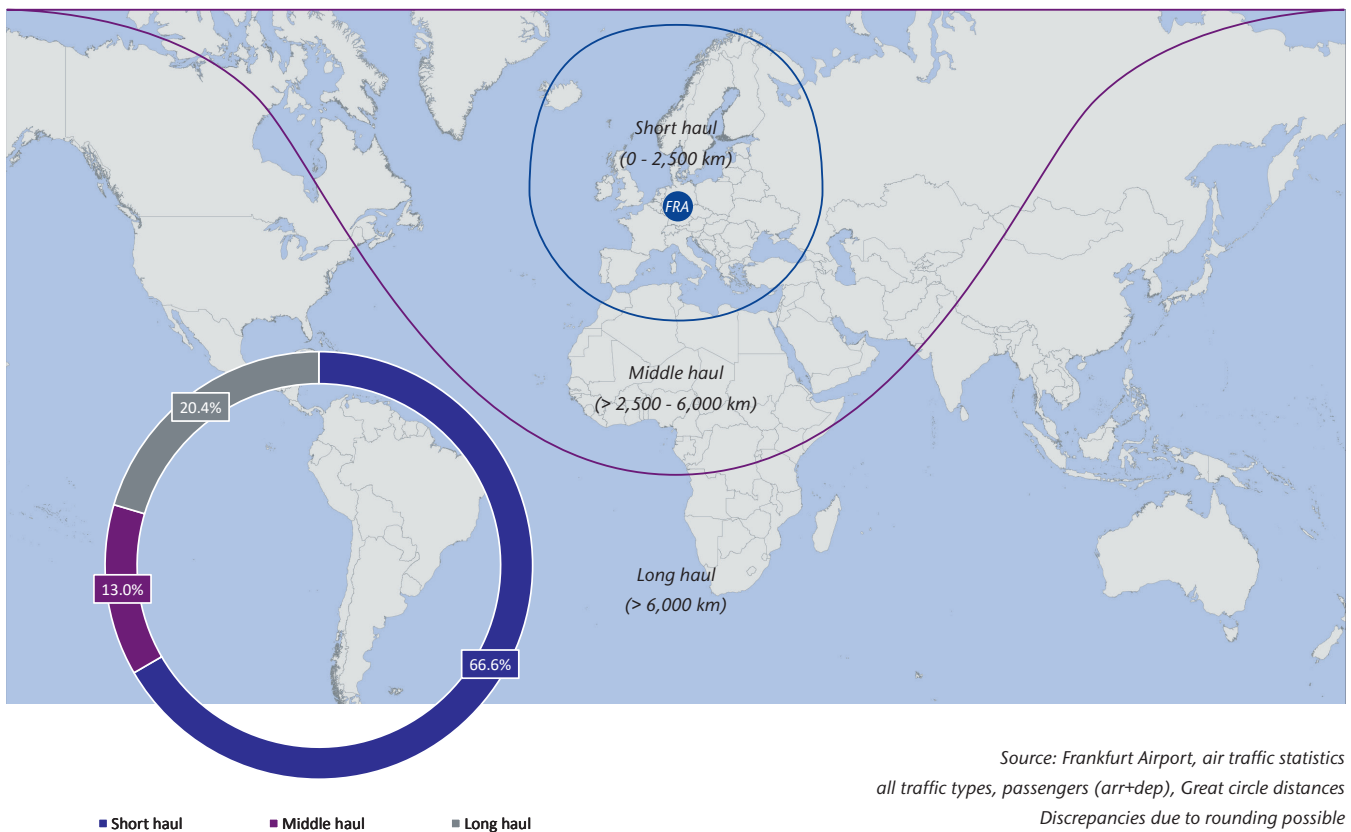 Short haul
(0 - 2,500 km)
FRA
Middle haul
(> 2,500 - 6,000 km)
20.4%
13.0%
Long haul
(> 6,000 km)
66.6%
Source: Frankfurt Airport, air traffic statistics
all traffic types, passengers (arr+dep), Great circle distances
Discrepancies due to rounding possible
Short haul
Middle haul
Long haul